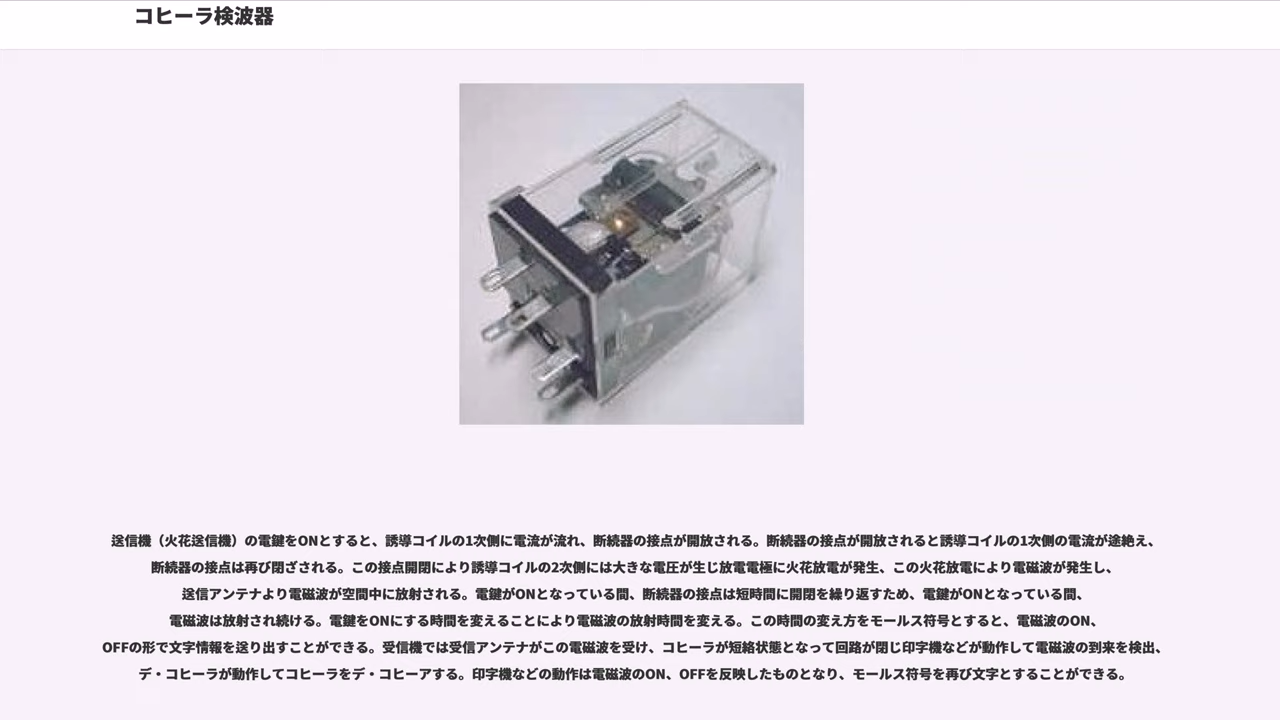 コヒーラ検波器
送信機（火花送信機）の電鍵をONとすると、誘導コイルの1次側に電流が流れ、断続器の接点が開放される。断続器の接点が開放されると誘導コイルの1次側の電流が途絶え、
断続器の接点は再び閉ざされる。この接点開閉により誘導コイルの2次側には大きな電圧が生じ放電電極に火花放電が発生、この火花放電により電磁波が発生し、
送信アンテナより電磁波が空間中に放射される。電鍵がONとなっている間、断続器の接点は短時間に開閉を繰り返すため、電鍵がONとなっている間、
電磁波は放射され続ける。電鍵をONにする時間を変えることにより電磁波の放射時間を変える。この時間の変え方をモールス符号とすると、電磁波のON、
OFFの形で文字情報を送り出すことができる。受信機では受信アンテナがこの電磁波を受け、コヒーラが短絡状態となって回路が閉じ印字機などが動作して電磁波の到来を検出、
デ・コヒーラが動作してコヒーラをデ・コヒーアする。印字機などの動作は電磁波のON、OFFを反映したものとなり、モールス符号を再び文字とすることができる。